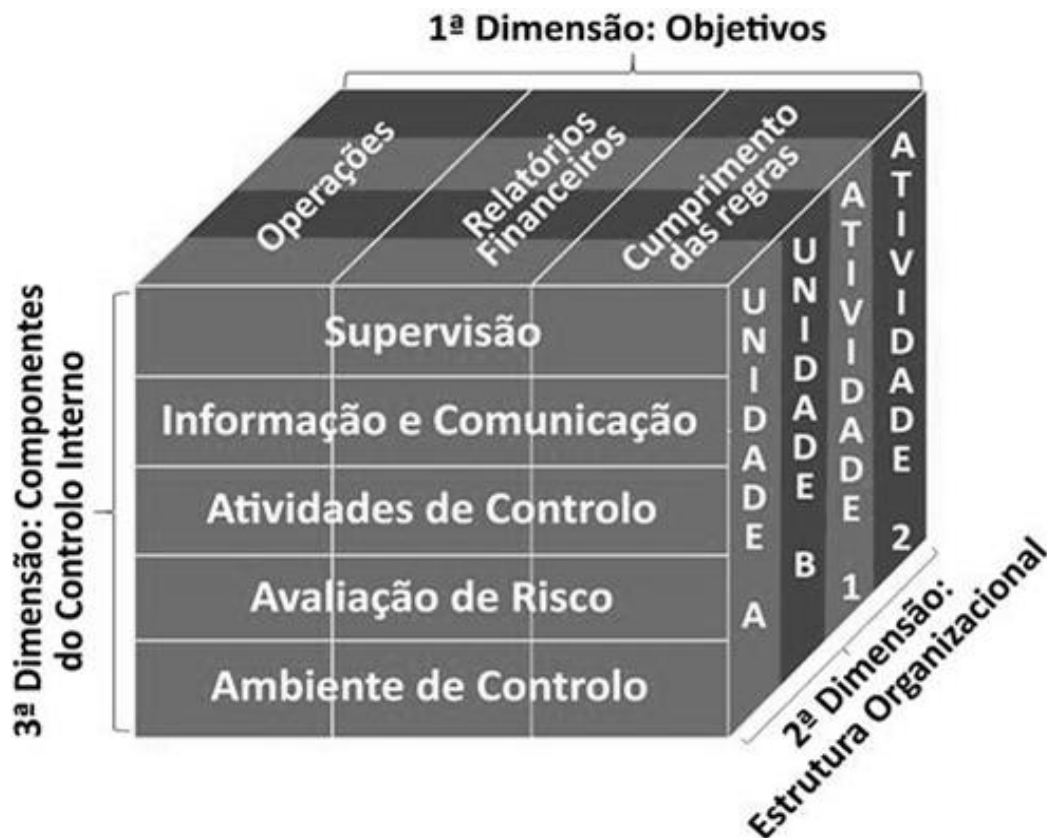 1ª Dimensão: Objetivos
Operações
Relatórios
Financeiros
Cumprimento
das regras
3ª Dimensão: Componentes
do Controlo Interno
Supervisão
Informação e Comunicação
Atividades de Controlo
Avaliação de Risco
Ambiente de Controlo
UNIDADE A
UNIDADE B
ATIVIDADE 1
ATIVIDADE 2
2ª Dimensão:
Estrutura Organizacional